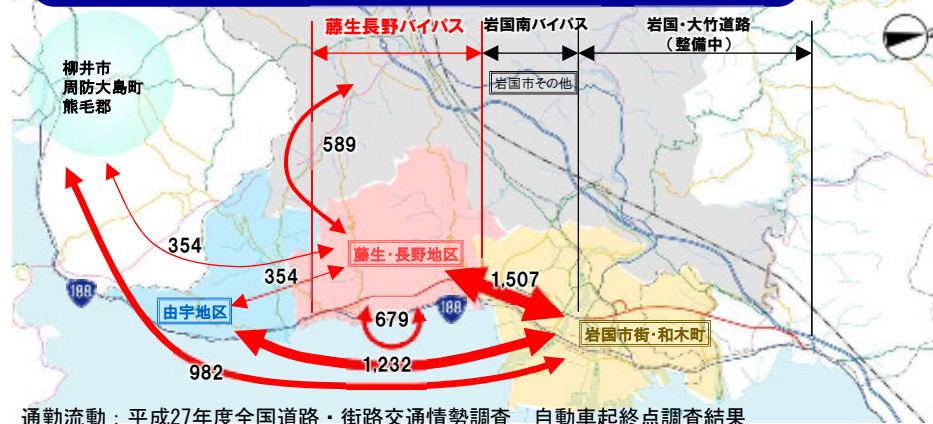 藤生長野バイパス
岩国南バイパス
岩国・大竹道路
(整備中)
柳井市
周防大島町
熊毛郡
岩国市その他
589
354
354
藤生・長野地区
1,507
188
由宇地区
188
679
岩国市街・和木町
1,232
982
通勤流動:平成27年度全国道路・街路交通情勢調査 自動車起終点調査結果